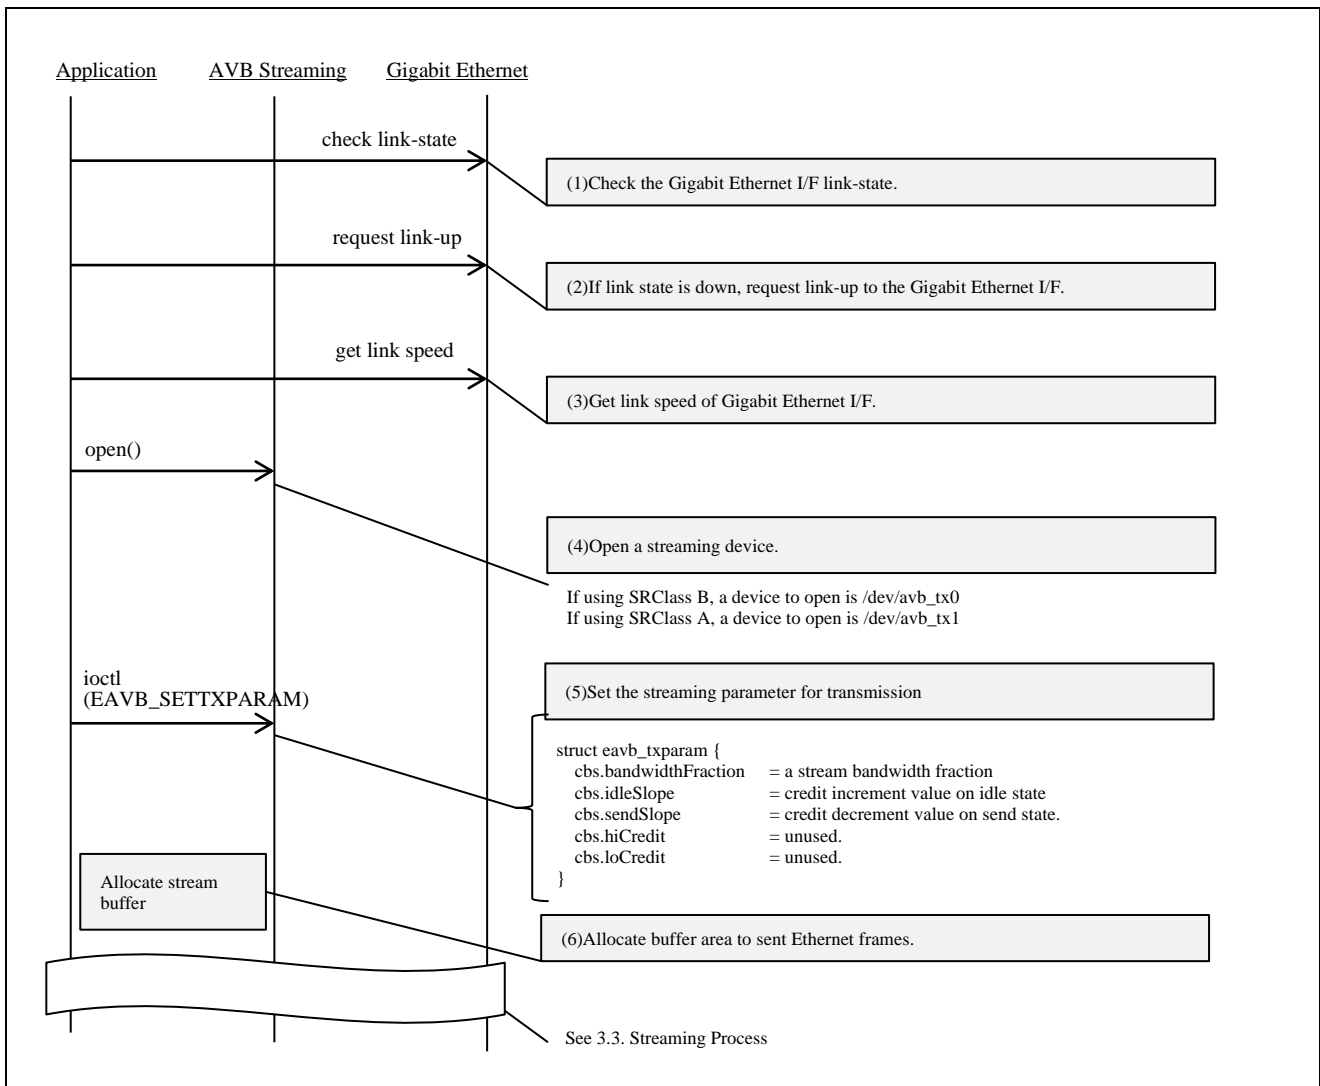 Application AVB Streaming Gigabit Ethernet
check link-state
(1)Check the Gigabit Ethernet I/F link-state.
request link-up
(2)If link state is down, request link-up to the Gigabit Ethernet I/F.
get link speed
(3)Get link speed of Gigabit Ethernet I/F.
open()
(4)Open a streaming device.
If using SRClass B, a device to open is /dev/avb_tx0
If using SRClass A, a device to open is /dev/avb_tx1
ioctl
(EAVB_SETTXPARAM)
(5)Set the streaming parameter for transmission
struct eavb_txparam {
cbs.bandwidthFraction = a stream bandwidth fraction
cbs.idleSlope = credit increment value on idle state
cbs.sendSlope = credit decrement value on send state.
cbs.hiCredit = unused.
cbs.loCredit = unused.
}
Allocate stream
buffer
(6)Allocate buffer area to sent Ethernet frames.
See 3.3. Streaming Process